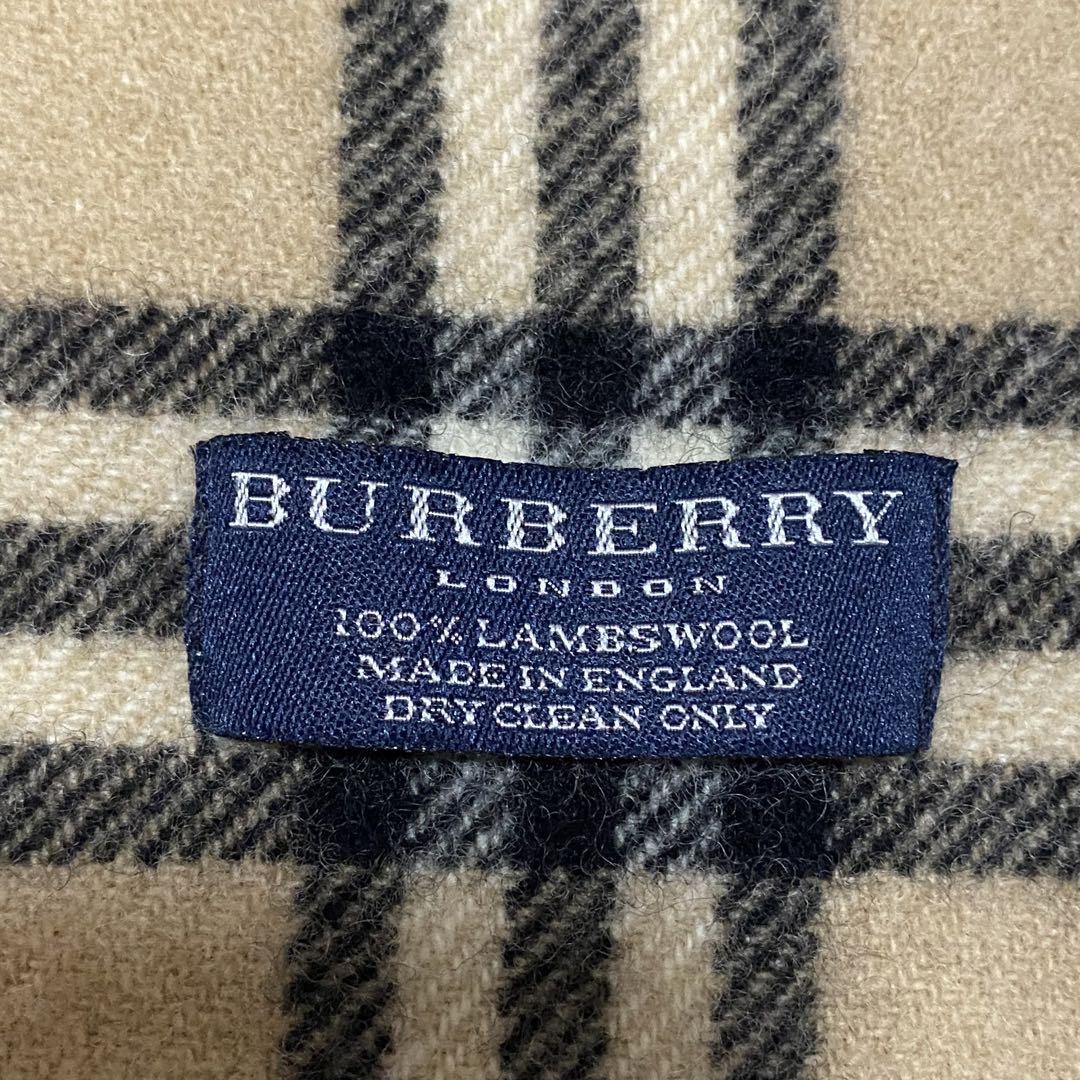 BURBERRY
LONDON
100% LAMBSWOOL
MADE IN ENGLAND
DRY CLEAN ONLY